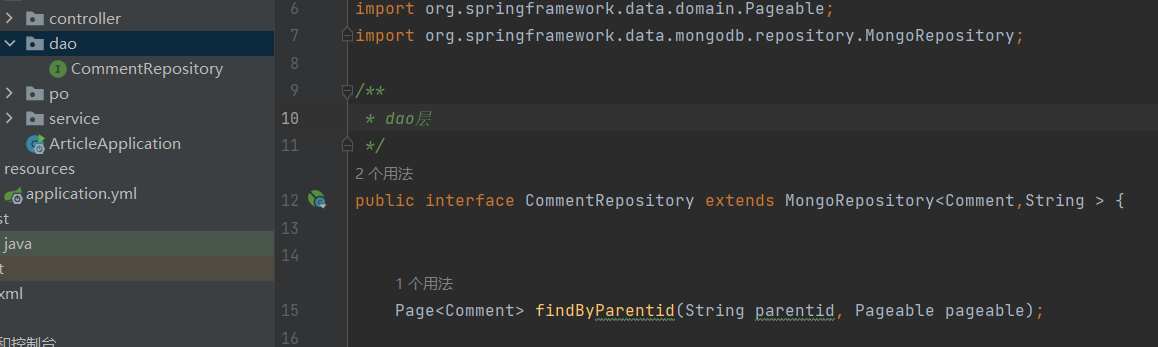 controller
dao
CommentRepository
po
service
ArticleApplication
resources
application.yml
st
java
t
xml
和控制台
6 import org.springframework.data.domain.Pageable;
7 import org.springframework.data.mongodb.repository.MongoRepository;
8
9 /**
10 * dao层
11 */
2 个用法
12 public interface CommentRepository extends MongoRepository<Comment,String > {
13
14
1 个用法
15 Page<Comment> findByParentid(String parentid, Pageable pageable);
16